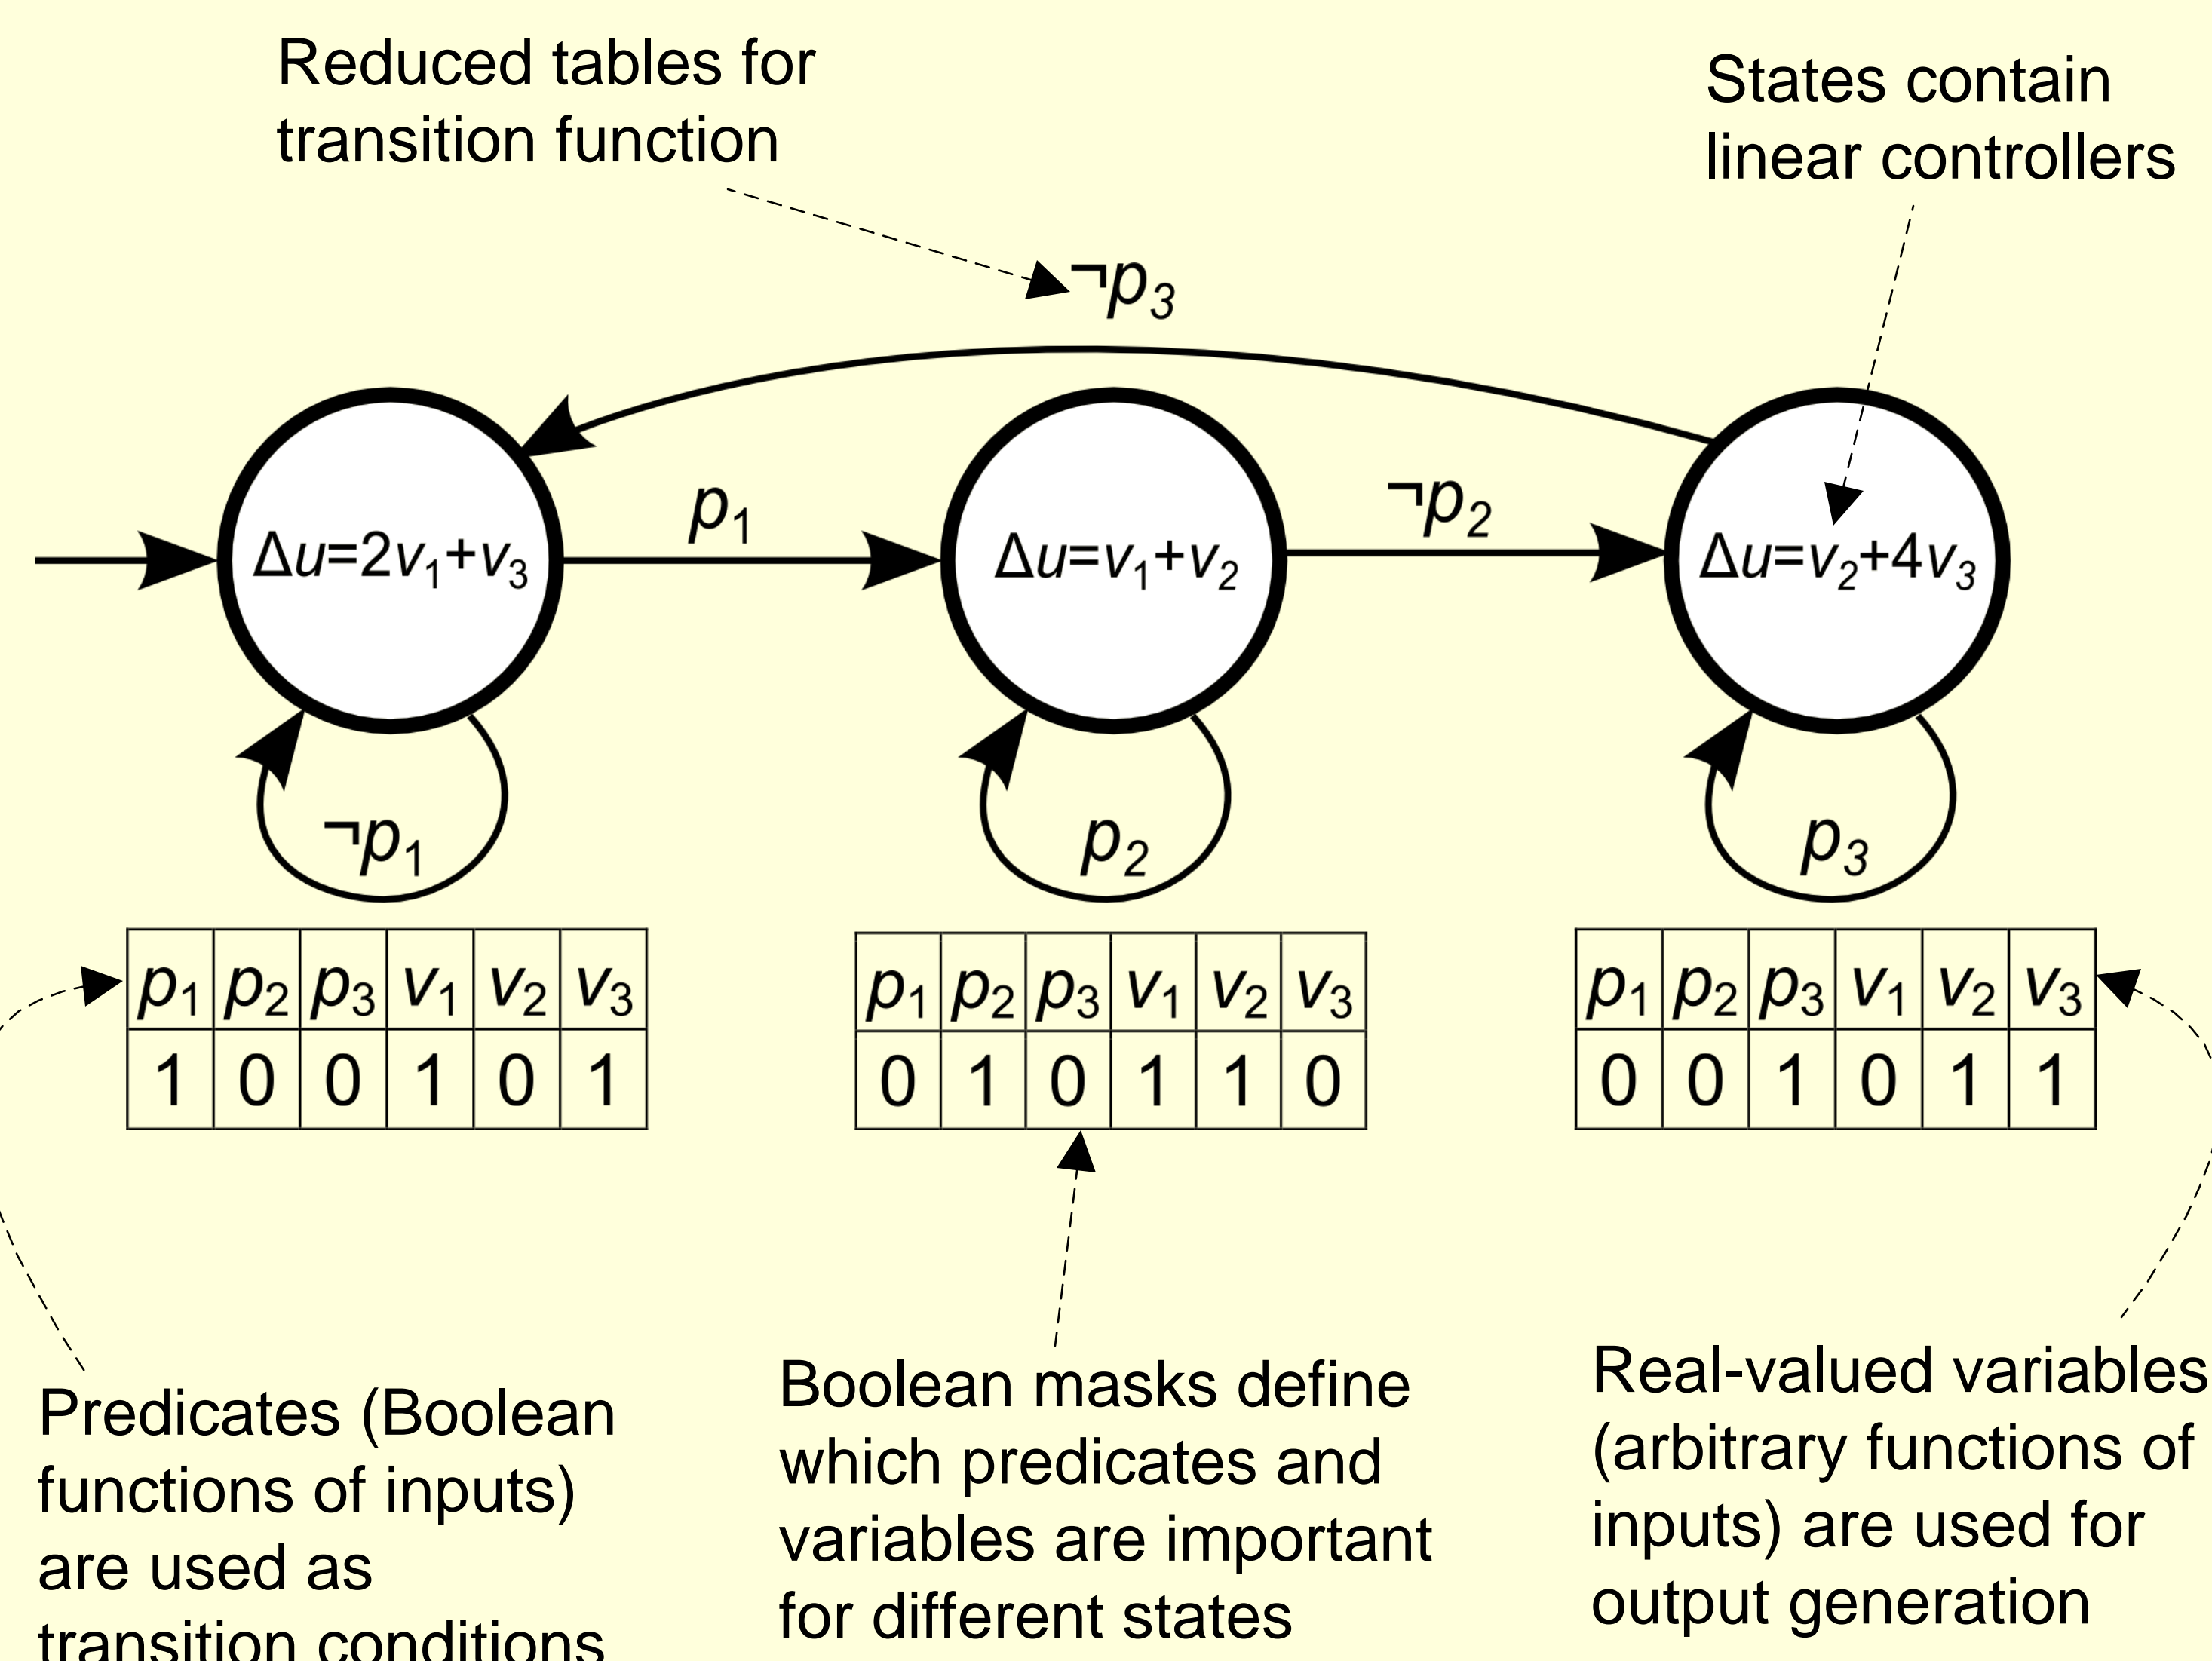 Reduced tables for
transition function
States contain
linear controllers
¬p₃
p₁
¬p₂
Δu=2v₁+v₃
Δu=v₁+v₂
Δu=v₂+4v₃
¬p₁
p₂
p₃
p₁ p₂ p₃ v₁ v₂ v₃
1 0 0 1 0 1
p₁ p₂ p₃ v₁ v₂ v₃
0 1 0 1 1 0
p₁ p₂ p₃ v₁ v₂ v₃
0 0 1 0 1 1
Predicates (Boolean
functions of inputs)
are used as
transition conditions
Boolean masks define
which predicates and
variables are important
for different states
Real-valued variables
(arbitrary functions of
inputs) are used for
output generation